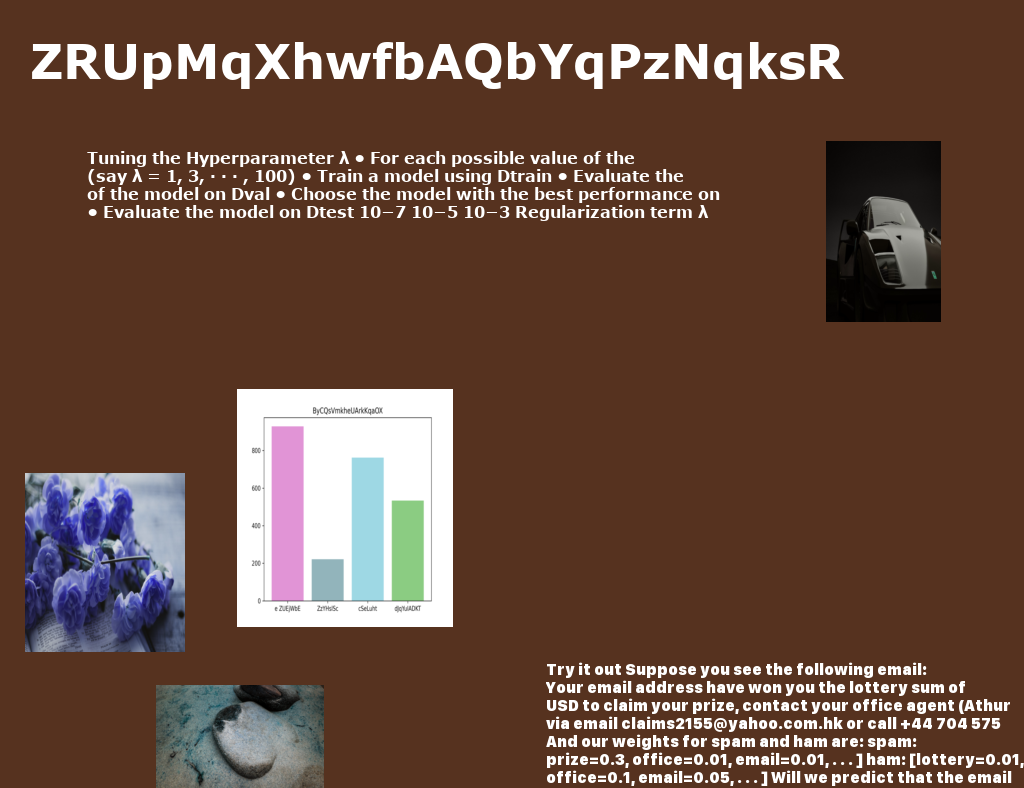 ZRUpMqXhwfbAQbYqPzNqksR
Tuning the Hyperparameter λ ● For each possible value of the
(say λ = 1, 3, · · · , 100) ● Train a model using Dtrain ● Evaluate the
of the model on Dval ● Choose the model with the best performance on
● Evaluate the model on Dtest 10−7 10−5 10−3 Regularization term λ
ByCQsVmkheUArkKqaOX
800
600
400
200
0
e ZUEjWbE ZzYHslSc cSeLuht
Try it out Suppose you see the following email:
Your email address have won you the lottery sum of
USD to claim your prize, contact your office agent (Athur
via email claims2155@yahoo.com.hk or call +44 704 575
And our weights for spam and ham are: spam:
prize=0.3, office=0.01, email=0.01, . . . ] ham: [lottery=0.01,
office=0.1, email=0.05, . . . ] Will we predict that the email